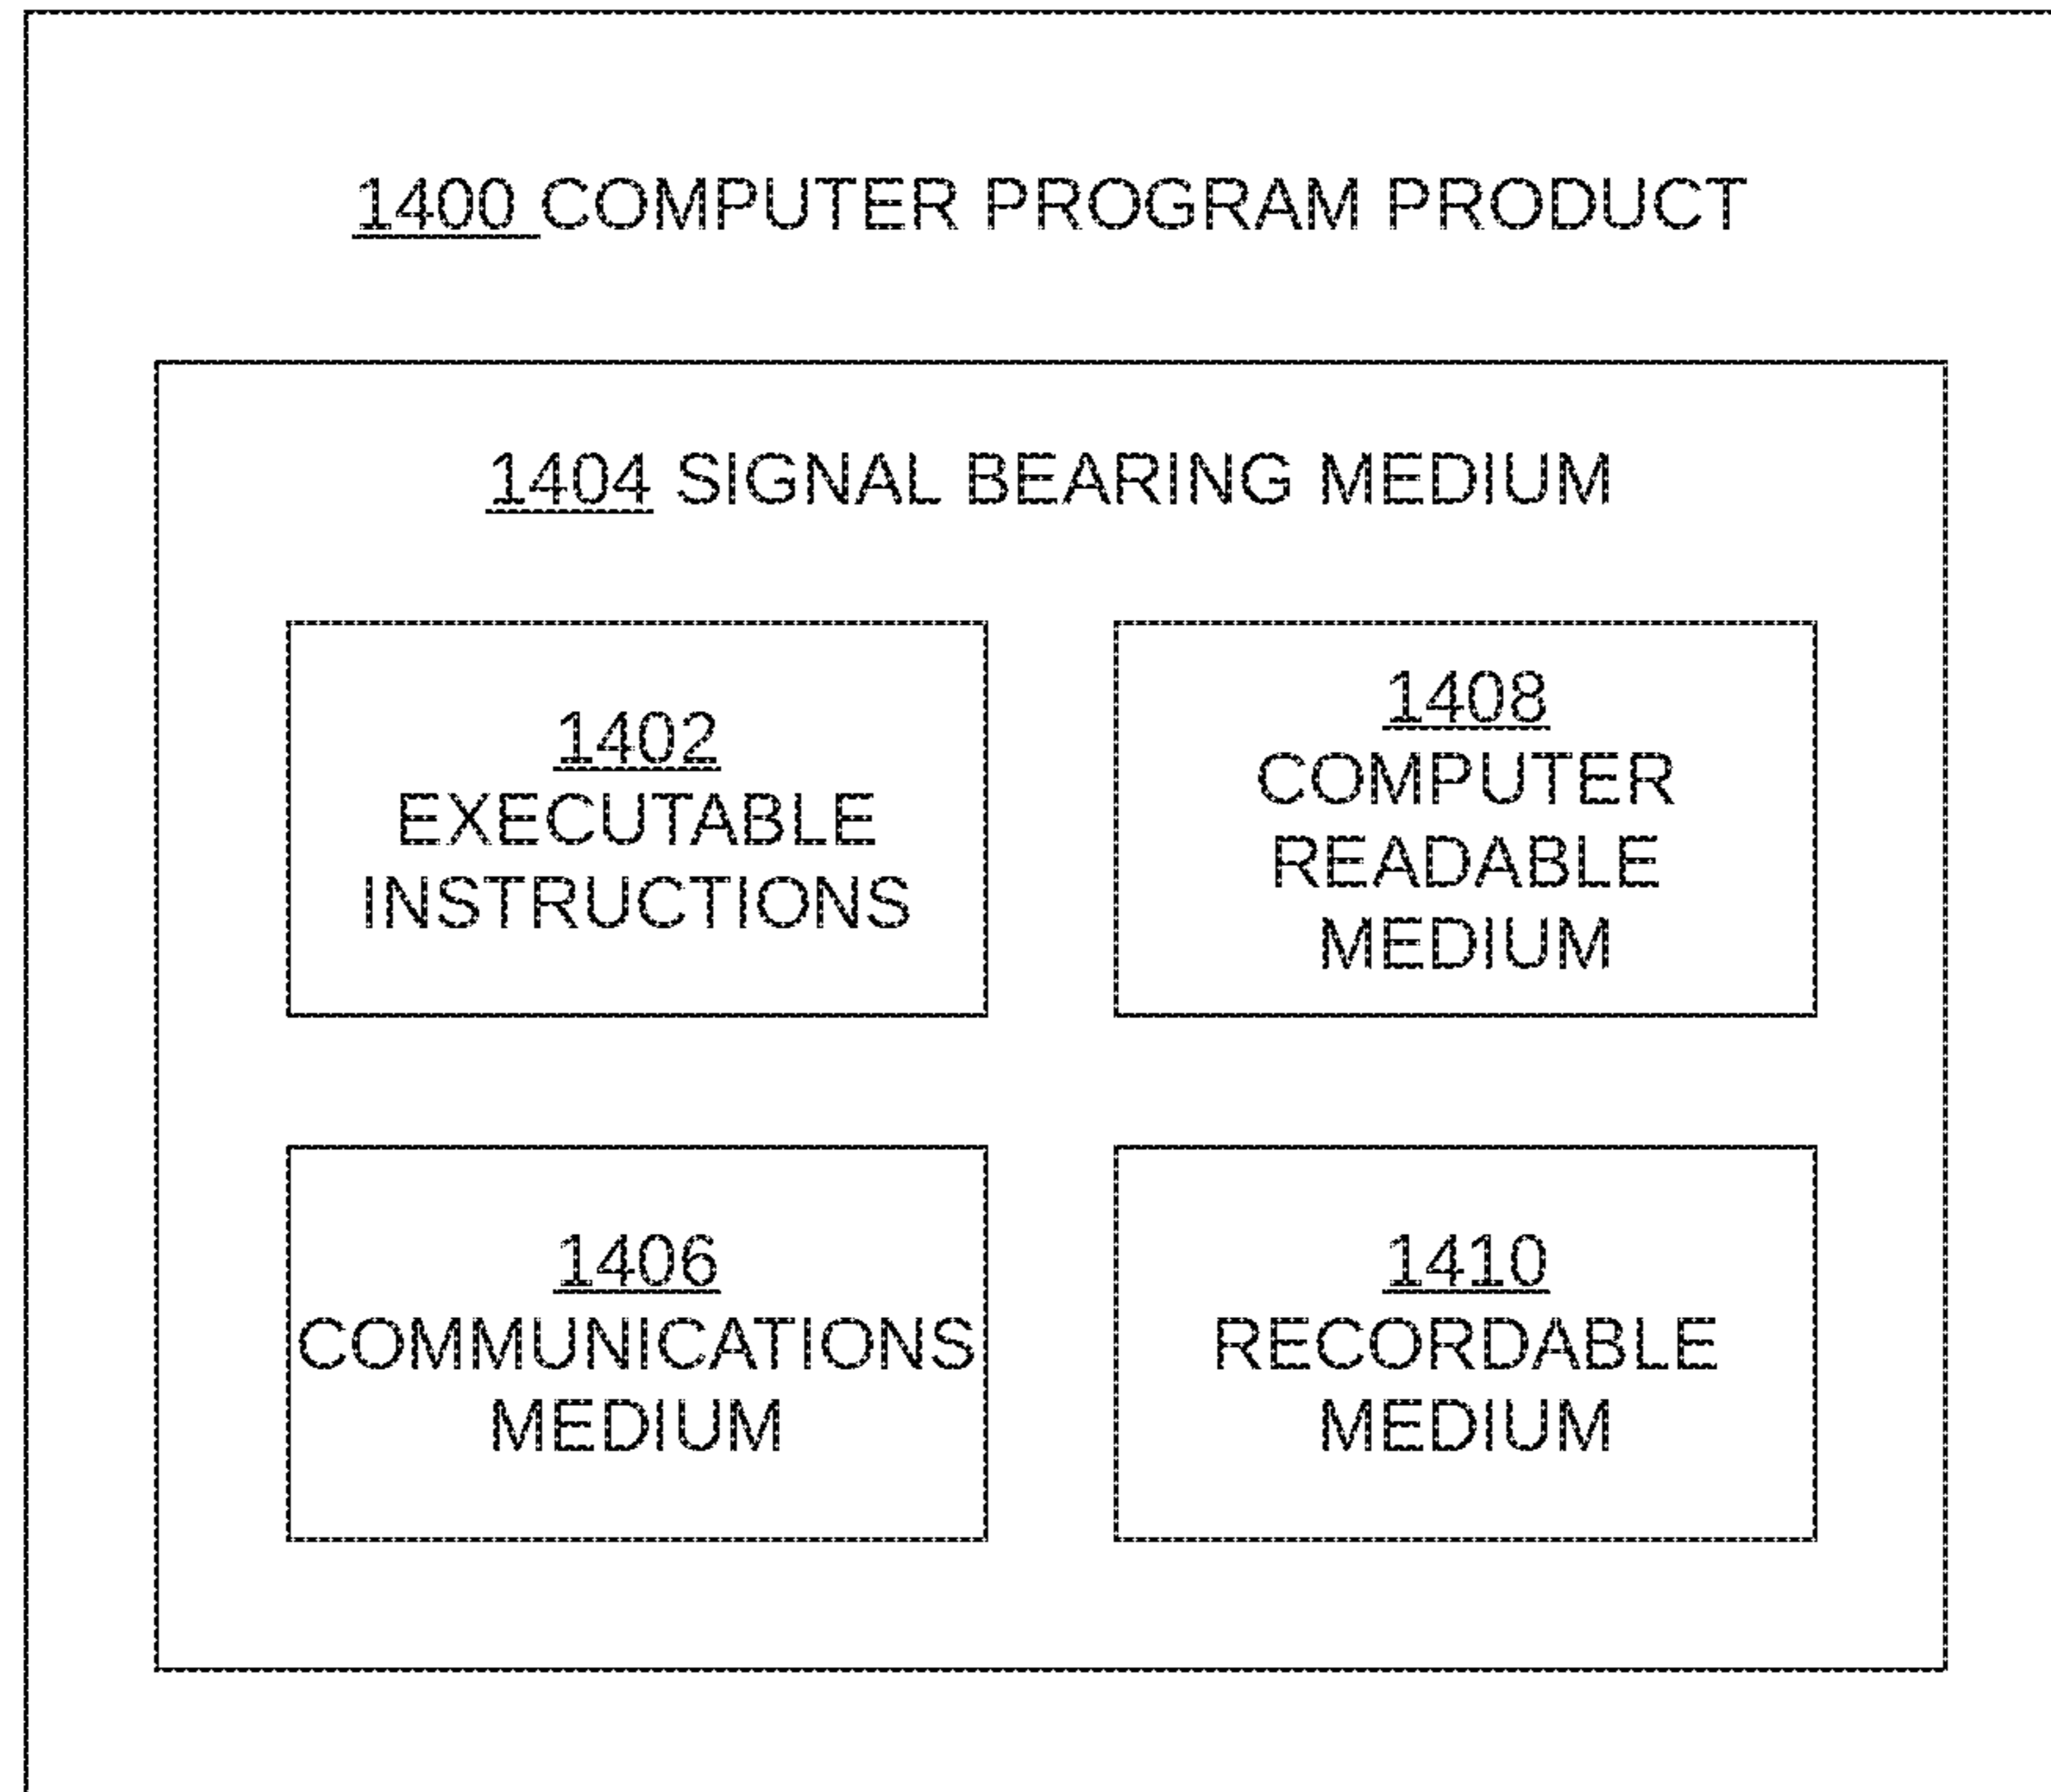 1400 COMPUTER PROGRAM PRODUCT
1404 SIGNAL BEARING MEDIUM
1402
EXECUTABLE
INSTRUCTIONS
1408
COMPUTER
READABLE
MEDIUM
1406
COMMUNICATIONS
MEDIUM
1410
RECORDABLE
MEDIUM